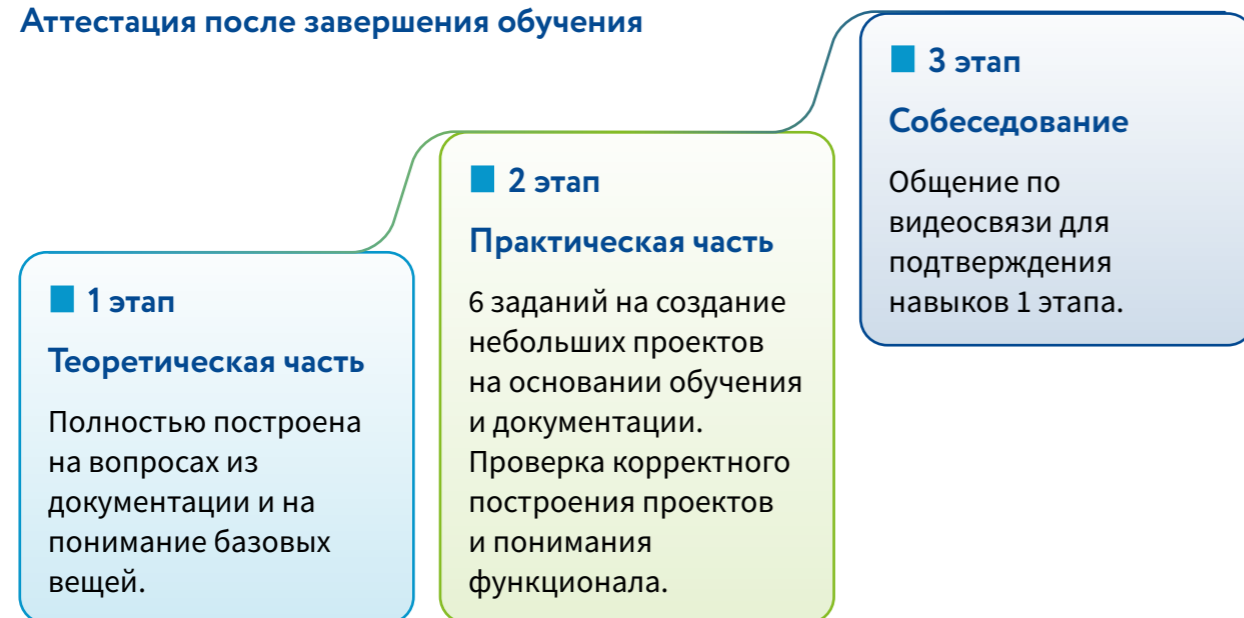 Аттестация после завершения обучения
1 этап
Теоретическая часть
Полностью построена
на вопросах из
документации и на
понимание базовых
вещей.
2 этап
Практическая часть
6 заданий на создание
небольших проектов
на основании обучения
и документации.
Проверка корректного
построения проектов
и понимания
функционала.
3 этап
Собеседование
Общение по
видеосвязи для
подтверждения
навыков 1 этапа.